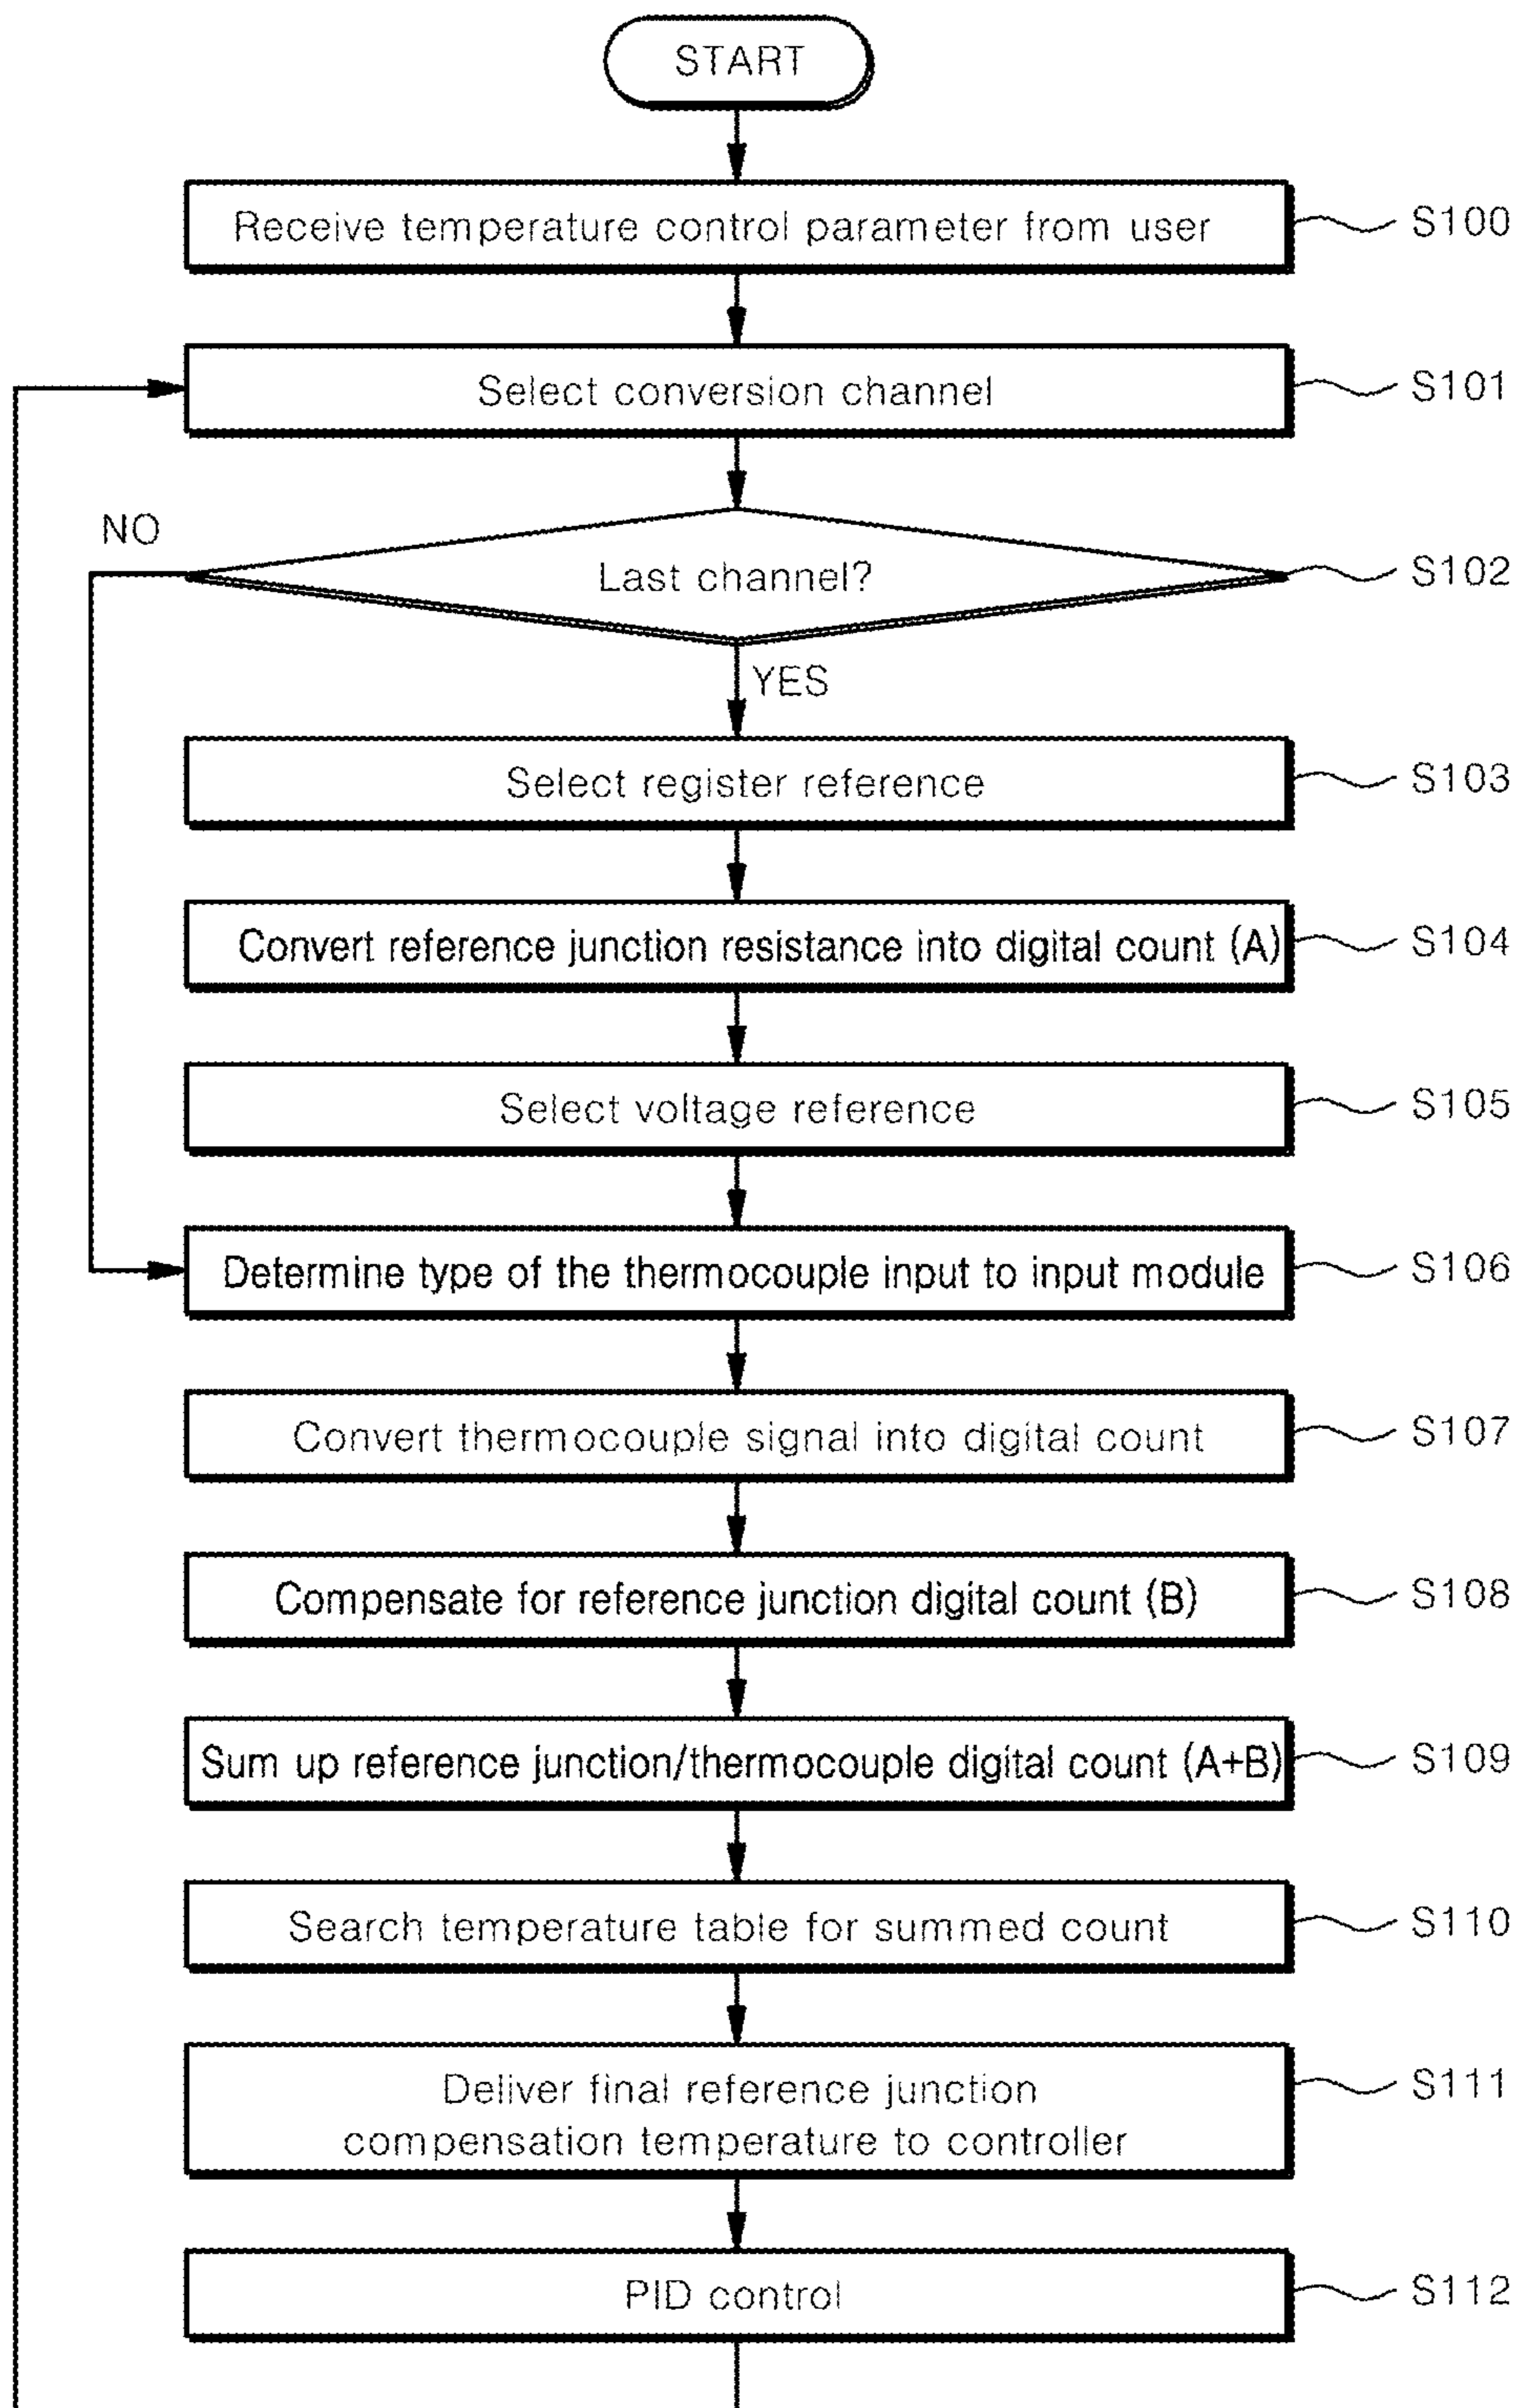 START
Receive temperature control parameter from user
S100
Select conversion channel
S101
NO
Last channel?
S102
YES
Select register reference
S103
Convert reference junction resistance into digital count (A)
S104
Select voltage reference
S105
Determine type of the thermocouple input to input module
S106
Convert thermocouple signal into digital count
S107
Compensate for reference junction digital count (B)
S108
Sum up reference junction/thermocouple digital count (A+B)
S109
Search temperature table for summed count
S110
Deliver final reference junction
compensation temperature to controller
S111
PID control
S112